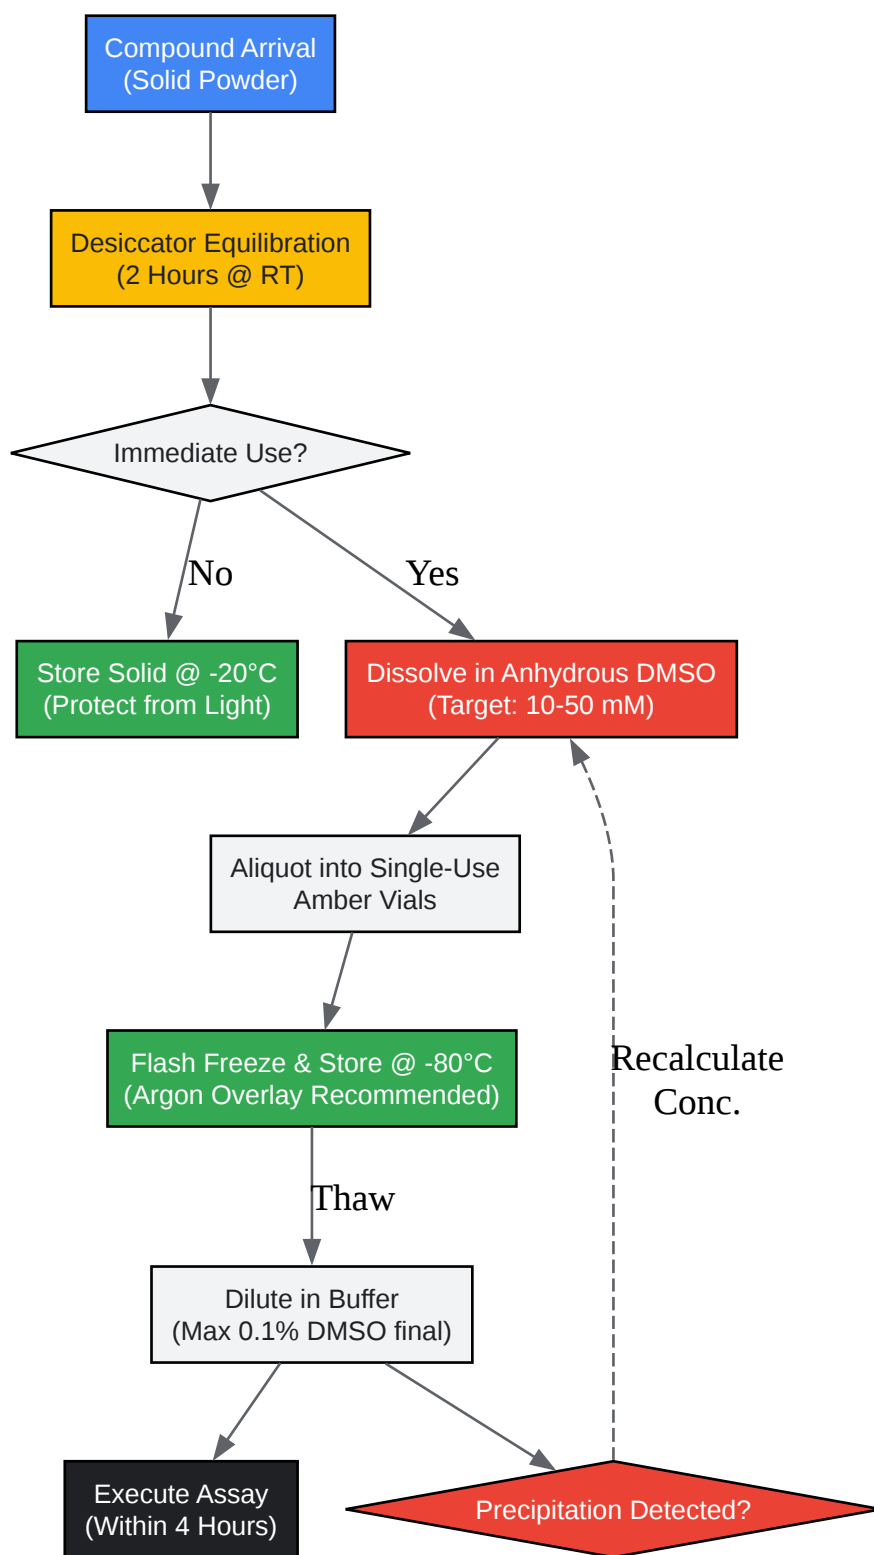 Compound Arrival
(Solid Powder)
Desiccator Equilibration
(2 Hours @ RT)
Immediate Use?
No
Yes
Store Solid @ -20°C
(Protect from Light)
Dissolve in Anhydrous DMSO
(Target: 10-50 mM)
Aliquot into Single-Use
Amber Vials
Flash Freeze & Store @ -80°C
(Argon Overlay Recommended)
Recalculate
Conc.
Thaw
Dilute in Buffer
(Max 0.1% DMSO final)
Execute Assay
(Within 4 Hours)
Precipitation Detected?